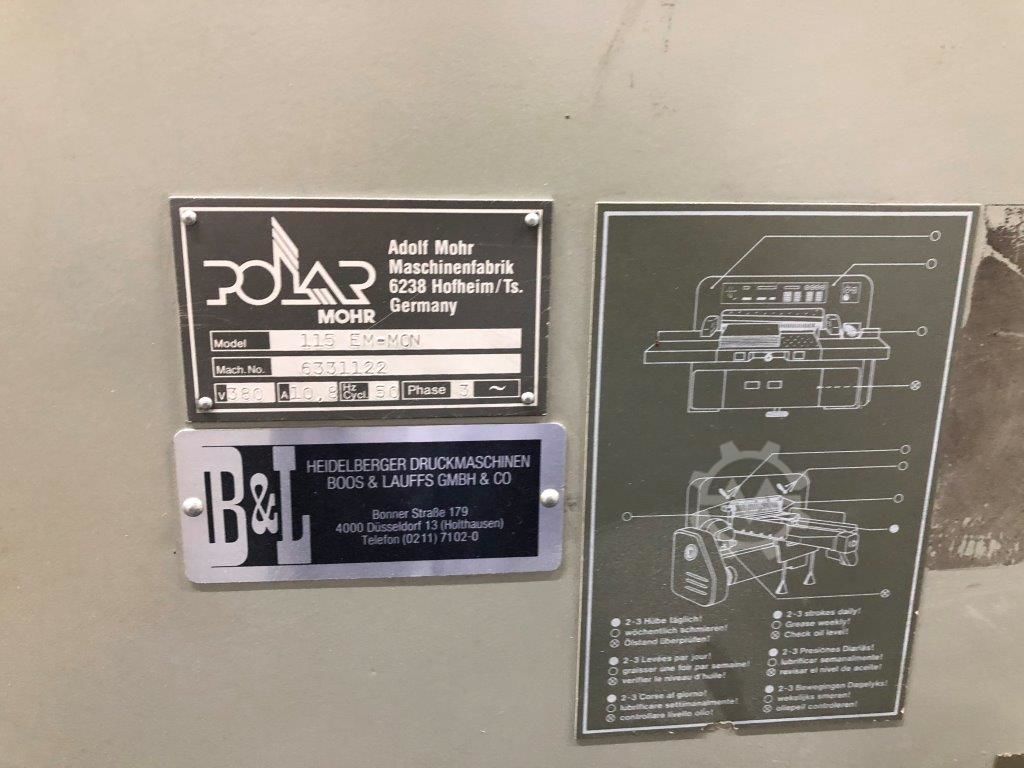 POLAR
MOHR
Adolf Mohr
Maschinenfabrik
6238 Hofheim/Ts.
Germany
Model 115 EM-MON
Mach. No. 6331122
V 380 A 10,8 Hz Cycl. 50 Phase 3 ~
B&L
HEIDELBERGER DRUCKMASCHINEN
BOOS & LAUFFS GMBH & CO
Bonner Straße 179
4000 Düsseldorf 13 (Holthausen)
Telefon (0211) 7102-0
2-3 Hübe täglich!
wöchentlich schmieren!
Ölstand überprüfen!
2-3 Levées par jour!
graisser une foir par semaine!
verifier le niveau d'huile!
2-3 Corse al giorno!
lubrificare settimanalmente!
controllare livello olio!
2-3 strokes daily!
Grease weekly!
Check oil level!
2-3 Presiónes Diarlás!
lubrificar semanalmente!
revisar el nivel de aceite!
2-3 Bewegingen Dagelyks!
wekelijks smeren!
oliepeil controleren!